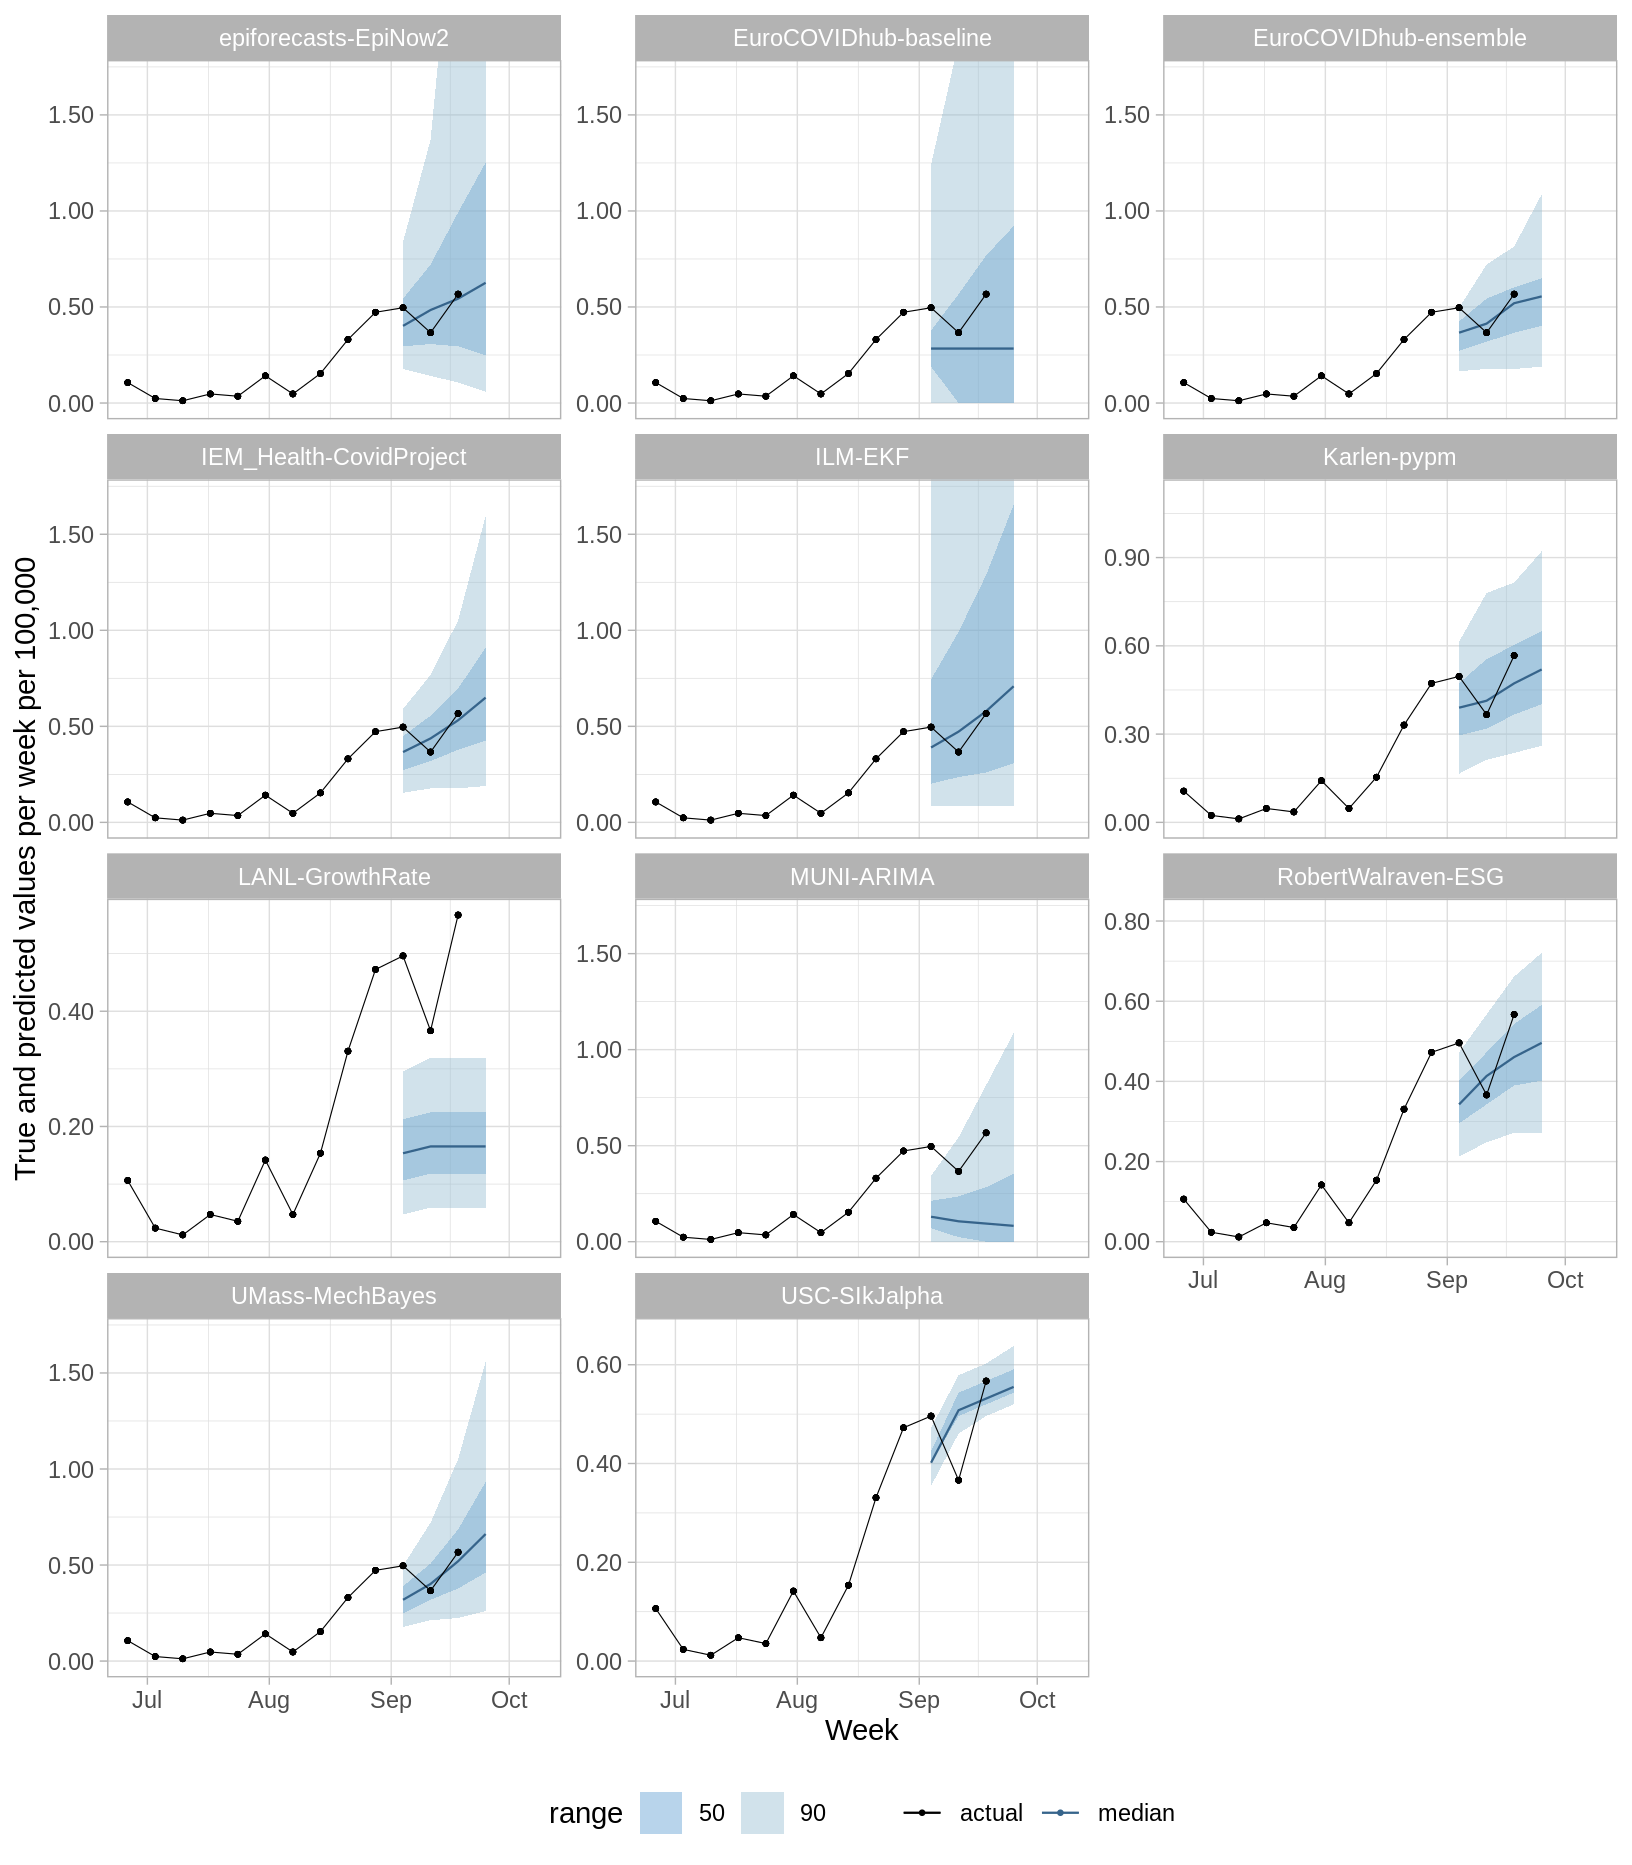 epiforecasts-EpiNow2
EuroCOVIDhub-baseline
EuroCOVIDhub-ensemble
1.50
1.00
0.50
0.00
1.50
1.00
0.50
0.00
1.50
1.00
0.50
0.00
IEM_Health-CovidProject
ILM-EKF
Karlen-pypm
1.50
1.00
0.50
0.00
1.50
1.00
0.50
0.00
0.90
0.60
0.30
0.00
True and predicted values per week per 100,000
LANL-GrowthRate
MUNI-ARIMA
RobertWalraven-ESG
0.40
0.20
0.00
1.50
1.00
0.50
0.00
0.80
0.60
0.40
0.20
0.00
Jul Aug Sep Oct
UMass-MechBayes
USC-SIkJalpha
1.50
1.00
0.50
0.00
0.60
0.40
0.20
0.00
Jul Aug Sep Oct
Jul Aug Sep Oct
Week
range 50 90 actual median